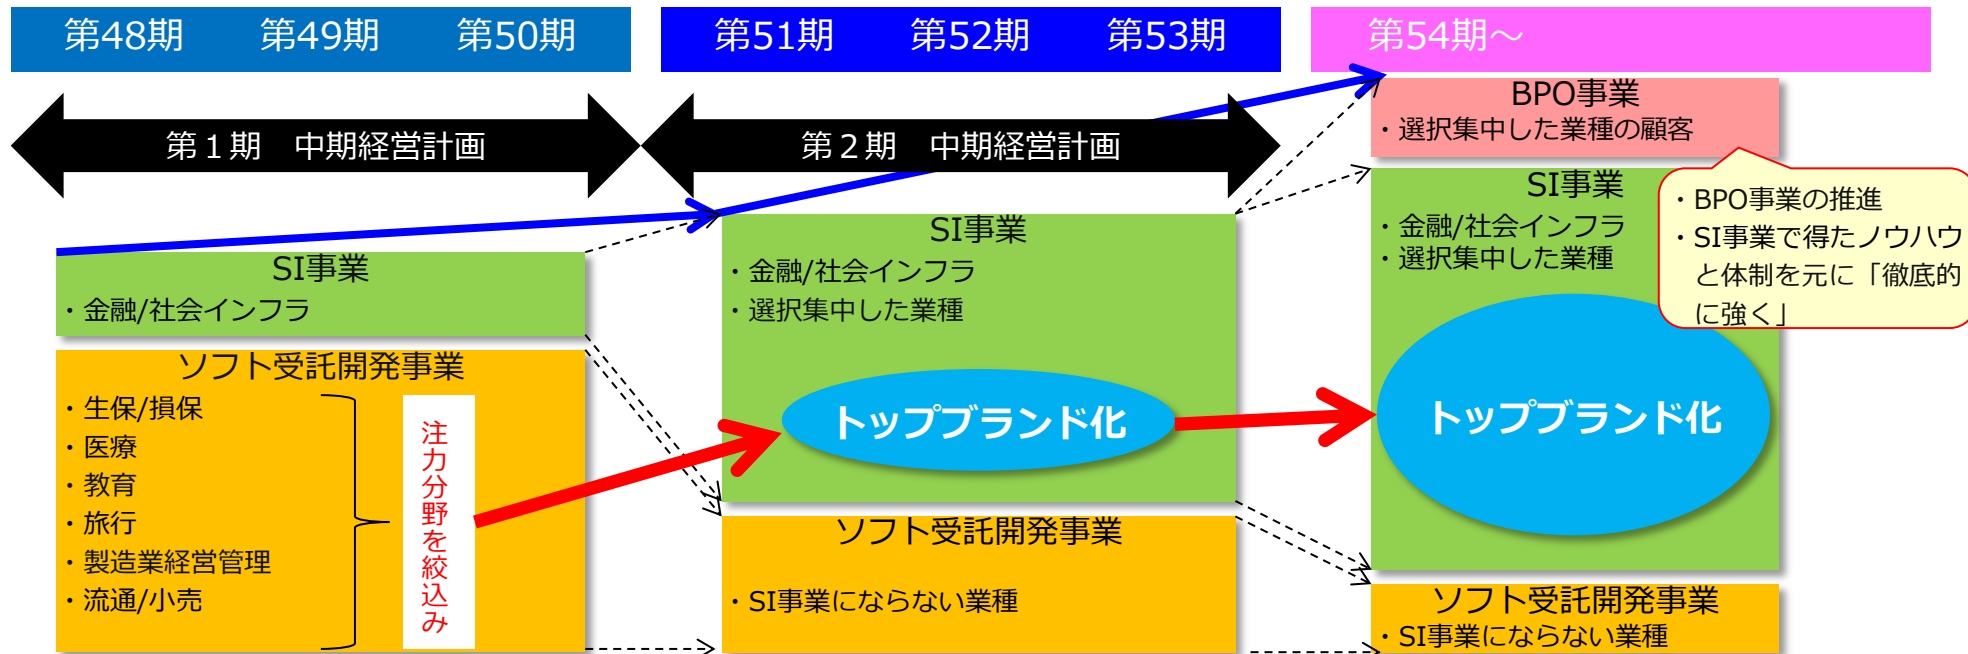 第48期 第49期 第50期
第51期 第52期 第53期
第54期～
第１期　中期経営計画
第２期　中期経営計画
SI事業
・金融/社会インフラ
ソフト受託開発事業
・生保/損保
・医療
・教育
・旅行
・製造業経営管理
・流通/小売
注力分野を絞込み
SI事業
・金融/社会インフラ
・選択集中した業種
トップブランド化
ソフト受託開発事業
・SI事業にならない業種
BPO事業
・選択集中した業種の顧客
SI事業
・金融/社会インフラ
・選択集中した業種
・BPO事業の推進
・SI事業で得たノウハウ
と体制を元に「徹底的
に強く」
トップブランド化
ソフト受託開発事業
・SI事業にならない業種